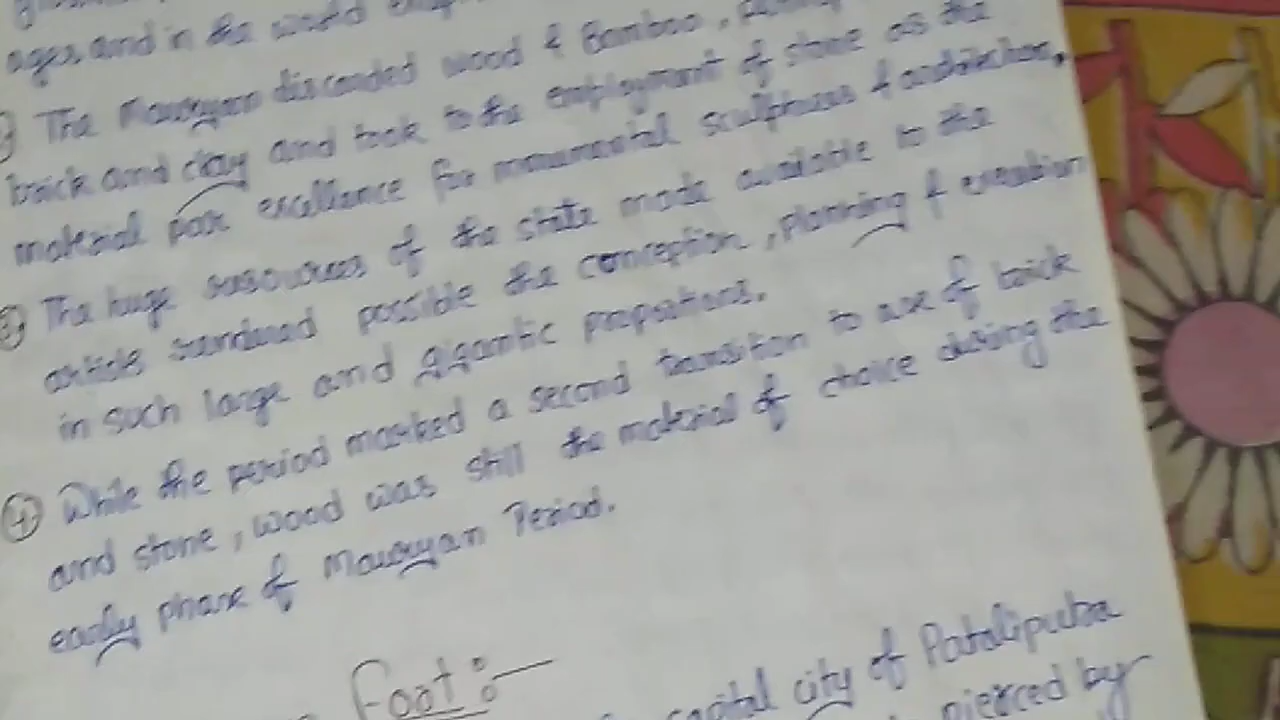 ages and in the world
The Mauryan discarded wood & Bamboo,
brick and clay and took to the employment of stone as the
material par excellence for monumental sculptures & architecture.
③ The huge resources of the state made available to the
artists rendered possible the conception, planning & execution
in such large and gigantic propotions.
④ While the period marked a second transition to use of brick
and stone, wood was still the material of choice during the
early phase of Mauryan Period.
Foot :-
capital city of Pataliputra
pierced by